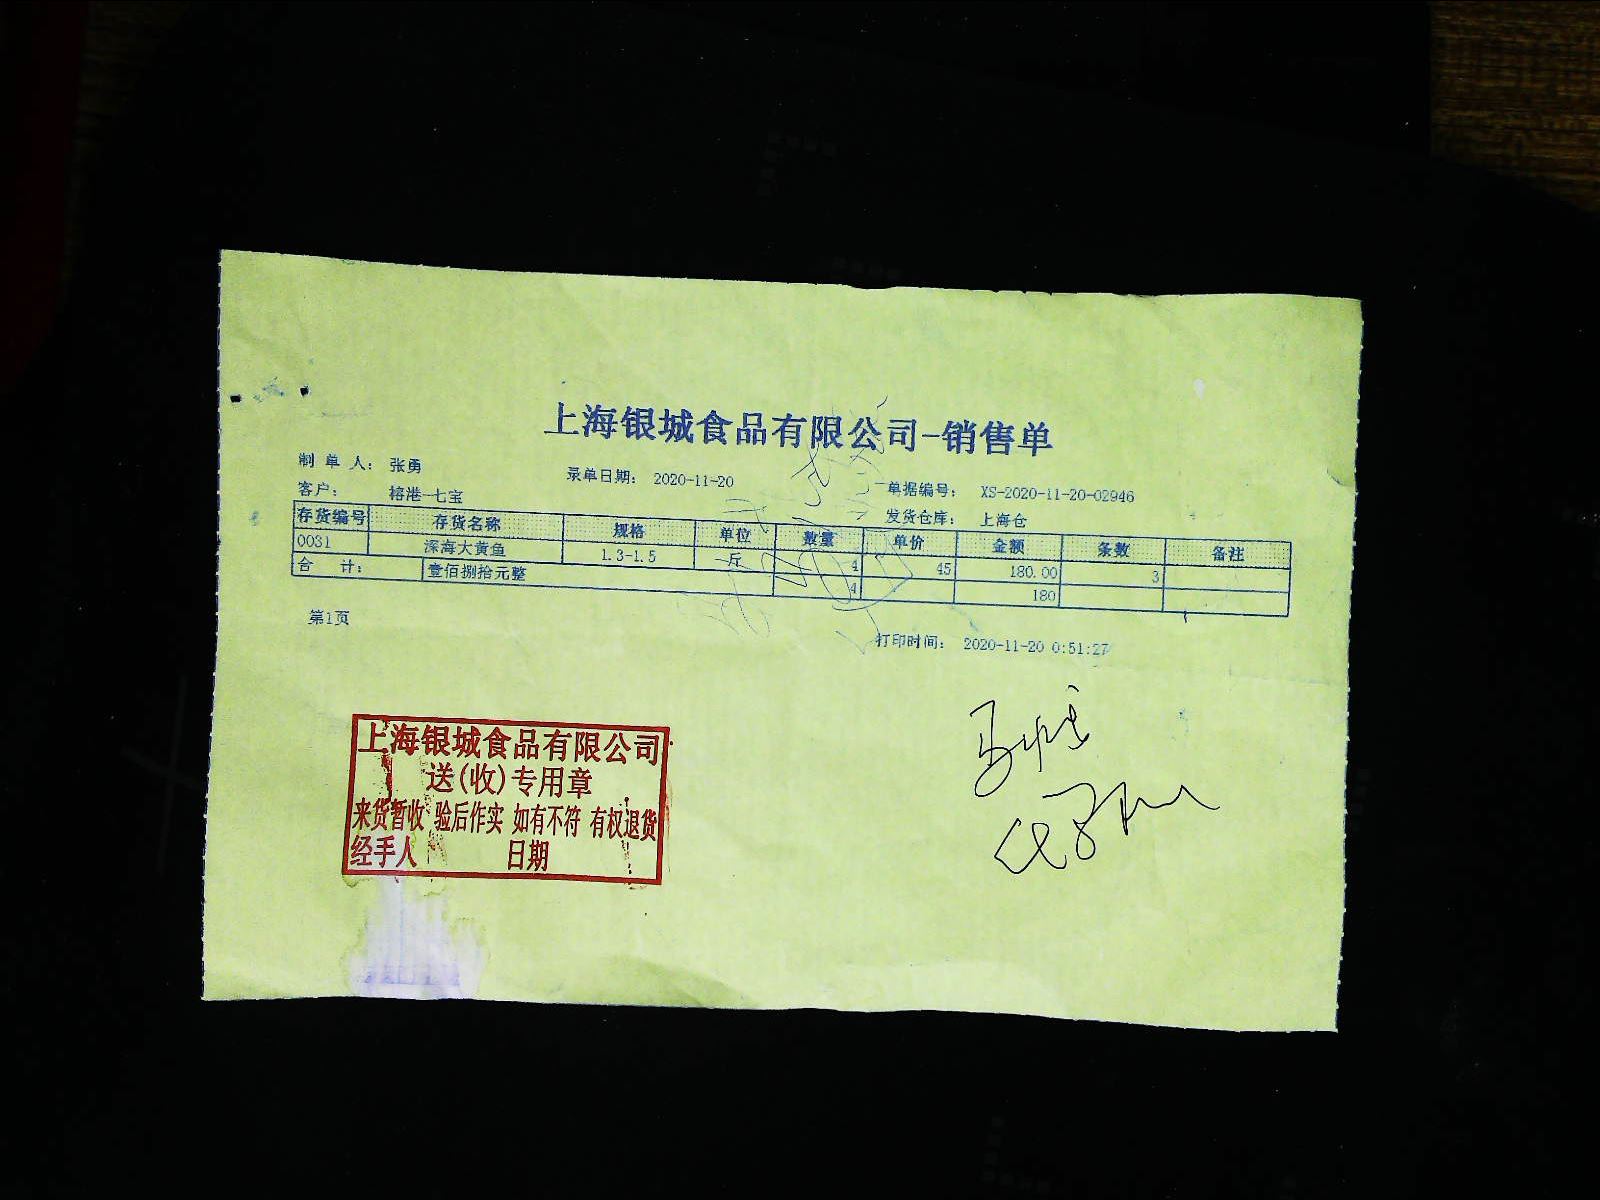 上海银城食品有限公司-销售单
制单人: 张勇 录单日期: 2020-11-20 单据编号: XS-2020-11-20-02946
客户: 榕港-七宝 发货仓库: 上海仓
存货编号 存货名称 规格 单位 数量 单价 金额 条数 备注
0031 深海大黄鱼 1.3-1.5 斤 4 45 180.00 3
合计: 壹佰捌拾元整 4 180
第1页 打印时间: 2020-11-20 0:51:27
上海银城食品有限公司
送(收)专用章
来货暂收 验后作实 如有不符 有权退货
经手人 日期